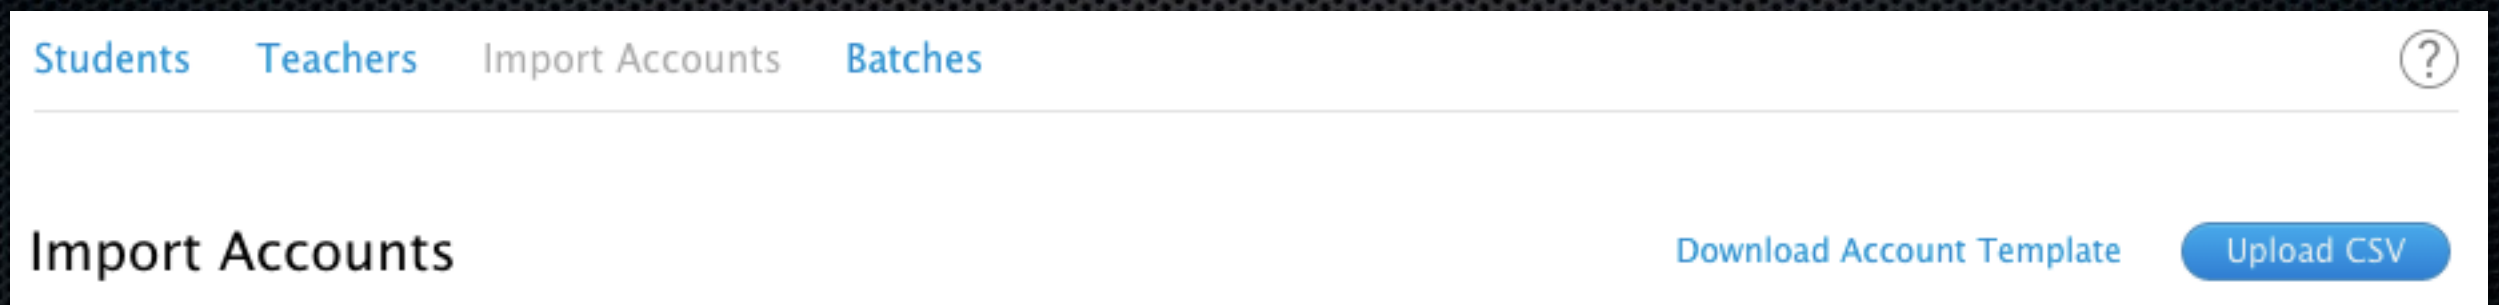 Students Teachers Import Accounts Batches ?
Import Accounts Download Account Template Upload CSV